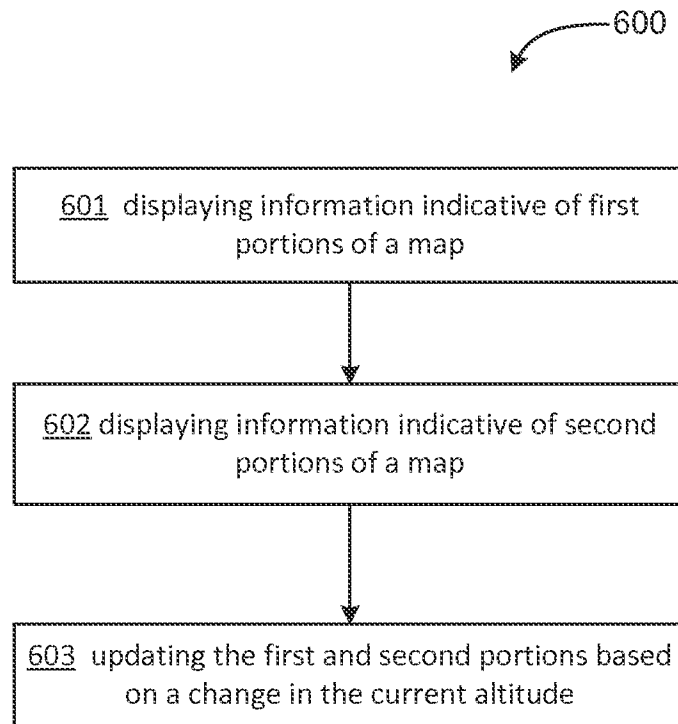 600
601 displaying information indicative of first
portions of a map
602 displaying information indicative of second
portions of a map
603 updating the first and second portions based
on a change in the current altitude